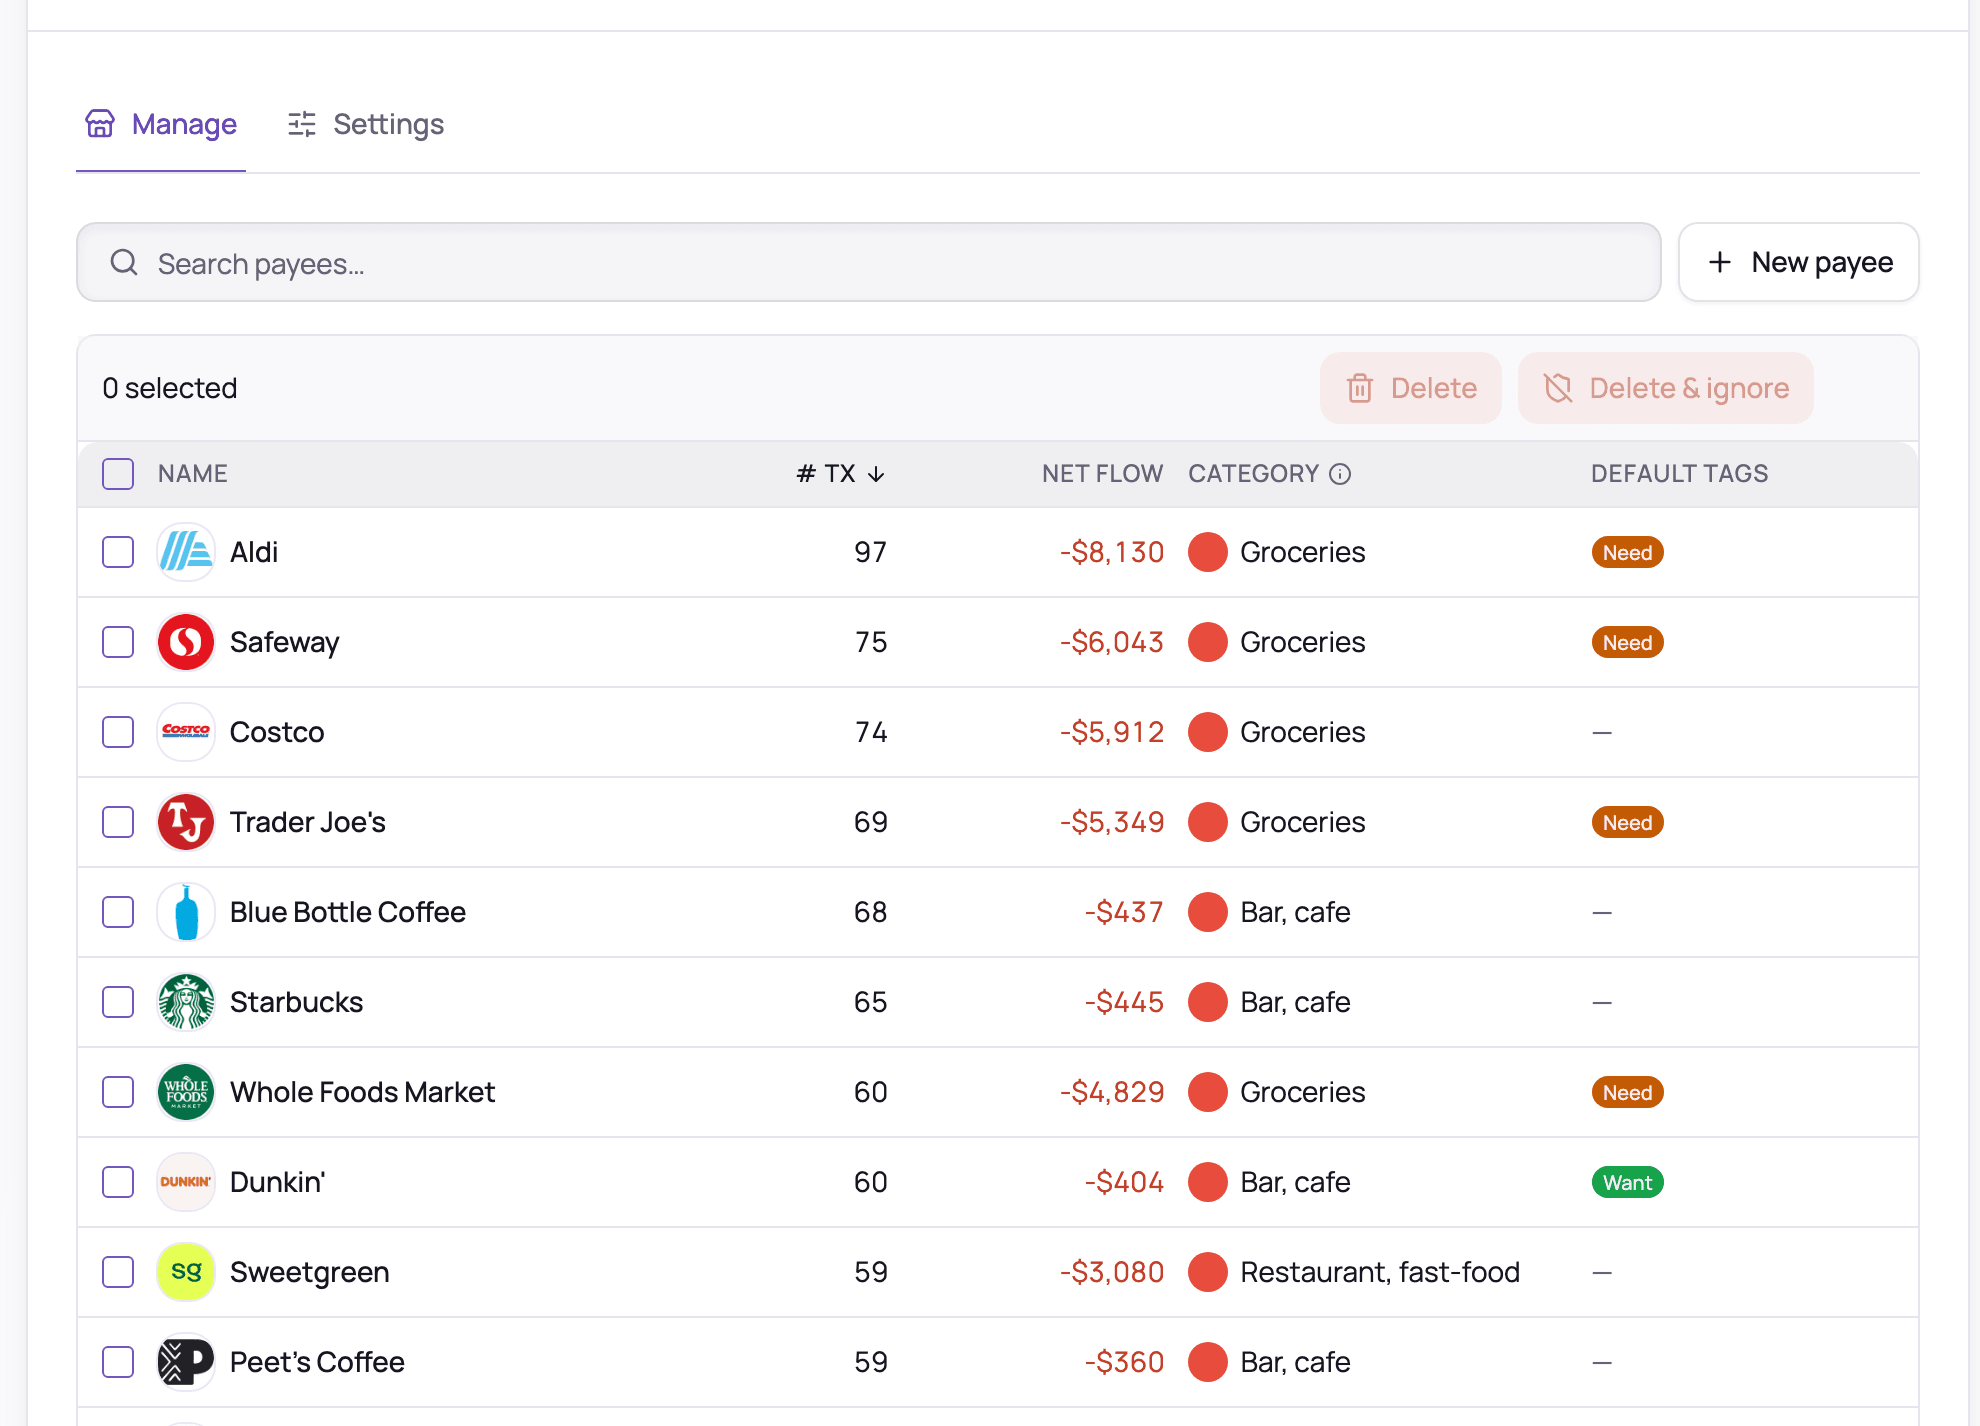 Manage Settings
Search payees... New payee
0 selected Delete Delete & ignore
NAME # TX ↓ NET FLOW CATEGORY DEFAULT TAGS
Aldi 97 -$8,130 Groceries Need
Safeway 75 -$6,043 Groceries Need
COSTCO WHOLESALE Costco 74 -$5,912 Groceries —
TJ Trader Joe's 69 -$5,349 Groceries Need
Blue Bottle Coffee 68 -$437 Bar, cafe —
Starbucks 65 -$445 Bar, cafe —
WHOLE FOODS MARKET Whole Foods Market 60 -$4,829 Groceries Need
DUNKIN' Dunkin' 60 -$404 Bar, cafe Want
sg Sweetgreen 59 -$3,080 Restaurant, fast-food —
P Peet’s Coffee 59 -$360 Bar, cafe —